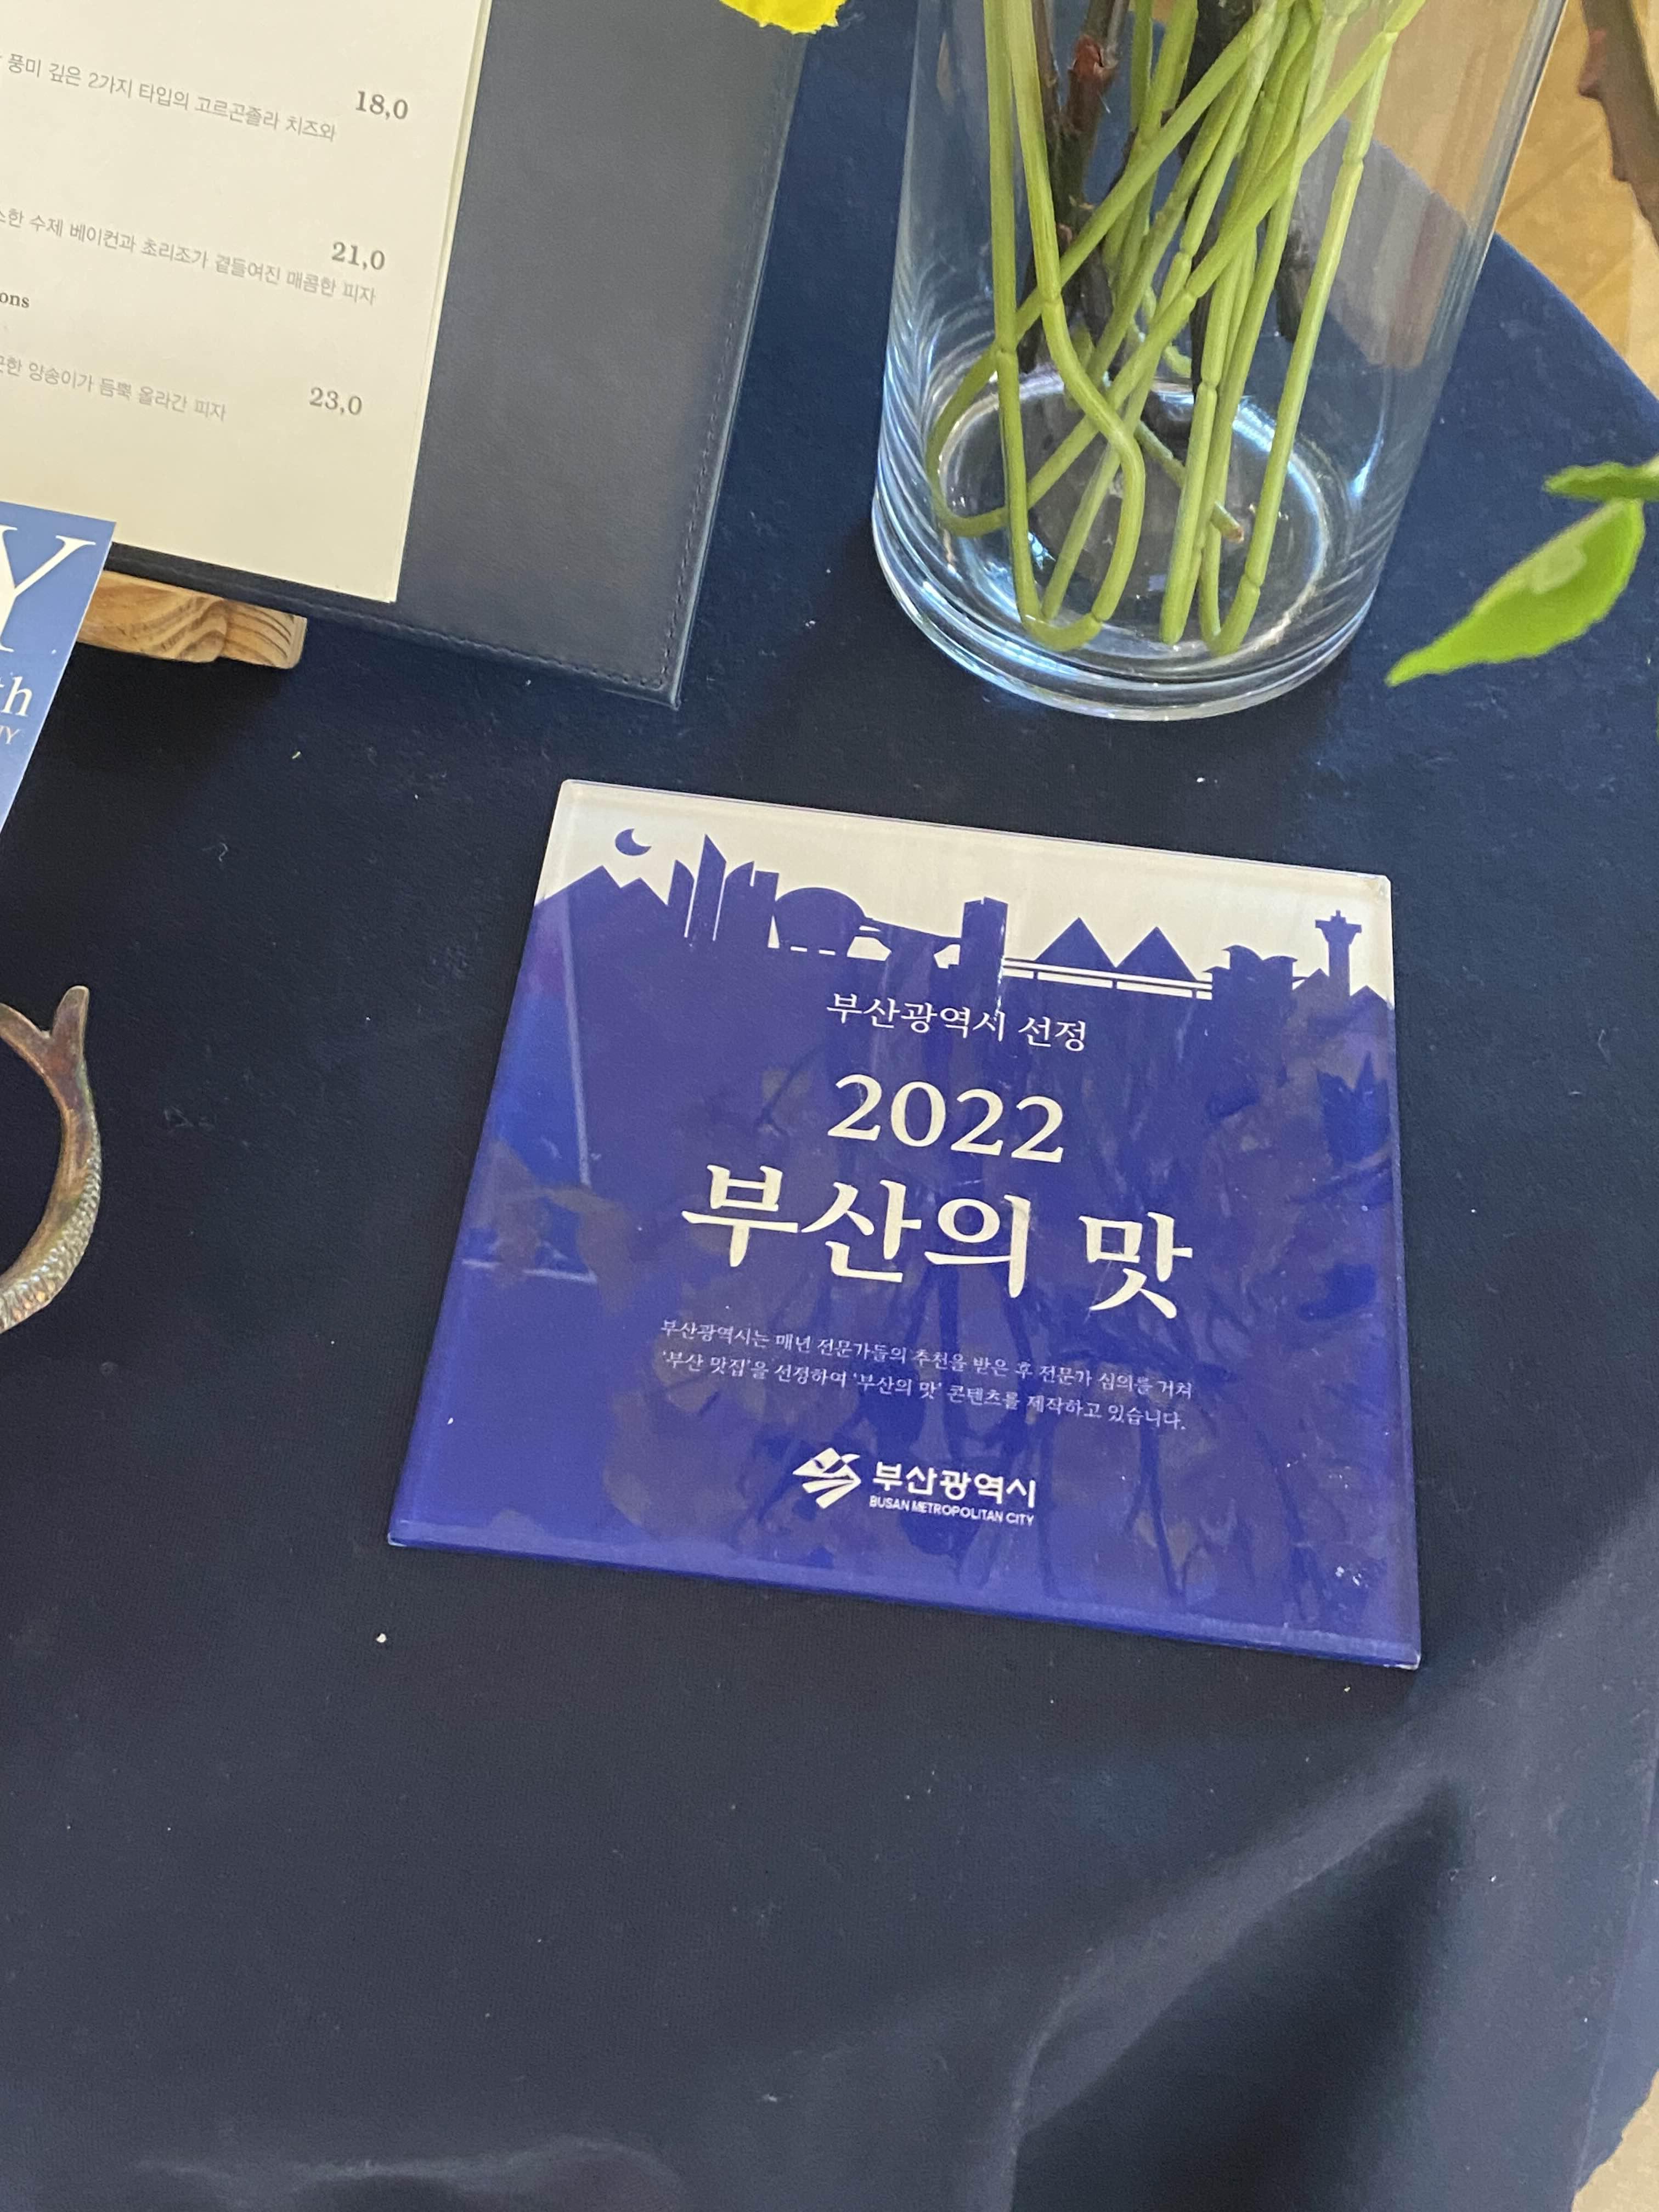 풍미 깊은 2가지 타입의 고르곤졸라 치즈와
18,0
수제 베이컨과 초리조가 곁들여진 매콤한 피자
21,0
ons
양송이가 듬뿍 올라간 피자
23,0
Y
th
부산광역시 선정
2022
부산의 맛
부산광역시는 매년 전문가들의 추천을 받은 후 전문가 심의를 거쳐
'부산 맛집'을 선정하여 '부산의 맛' 콘텐츠를 제작하고 있습니다.
부산광역시
BUSAN METROPOLITAN CITY